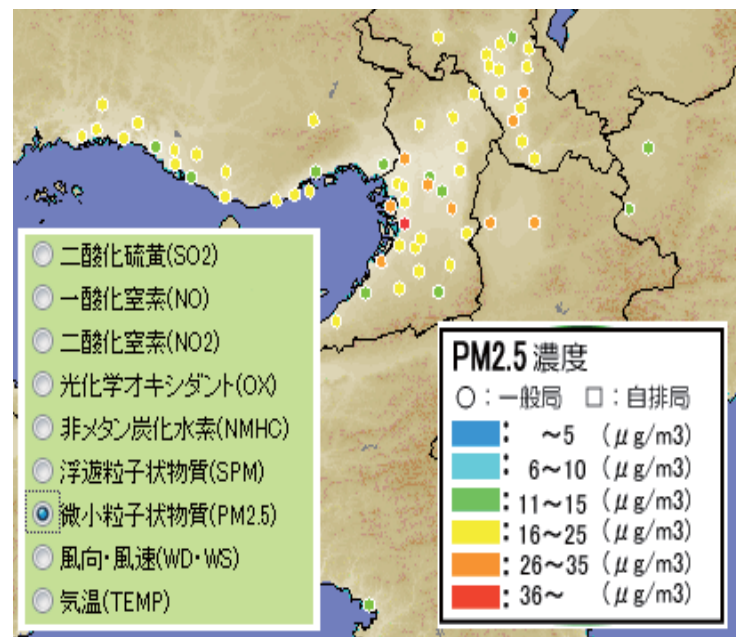 二酸化硫黄(SO2)
一酸化窒素(NO)
二酸化窒素(NO2)
光化学オキシダント(OX)
非メタン炭化水素(NMHC)
浮遊粒子状物質(SPM)
微小粒子状物質(PM2.5)
風向・風速(WD・WS)
気温(TEMP)
PM2.5 濃度
○:一般局 □:自排局
: ~5 (μg/m3)
: 6~10 (μg/m3)
: 11~15 (μg/m3)
: 16~25 (μg/m3)
: 26~35 (μg/m3)
: 36~ (μg/m3)